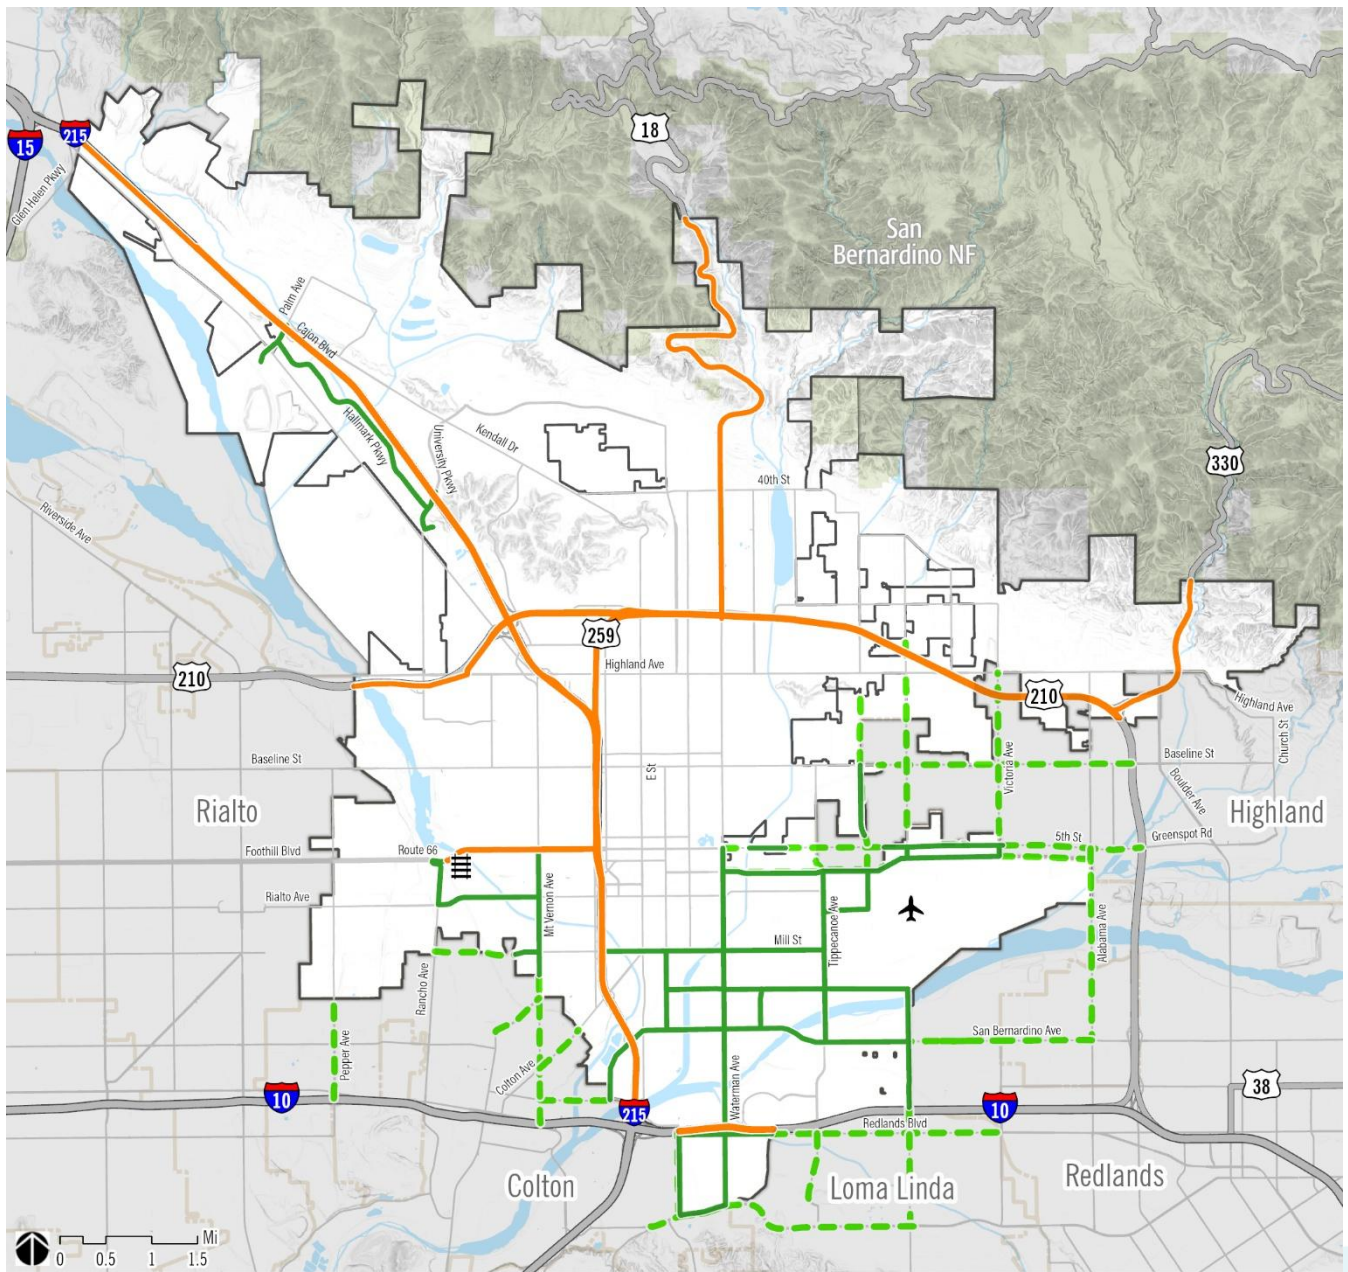 18
215
15
Glen Helen Pkwy
San
Bernardino NF
Palm Ave
Cajon Blvd
Hallmark Pkwy
University Pkwy
Kendall Dr
40th St
330
Riverside Ave
259
Highland Ave
210
210
Highland Ave
Church St
Baseline St
E St
Victoria Ave
Baseline St
Boulder Ave
Rialto
Highland
Foothill Blvd
Route 66
5th St
Greenspot Rd
Rialto Ave
Mt Vernon Ave
Mill St
Tippecanoe Ave
Alabama Ave
Rancho Ave
San Bernardino Ave
Pepper Ave
Colton Ave
Waterman Ave
38
10
215
10
Redlands Blvd
Colton
Loma Linda
Redlands
Mi
0 0.5 1 1.5